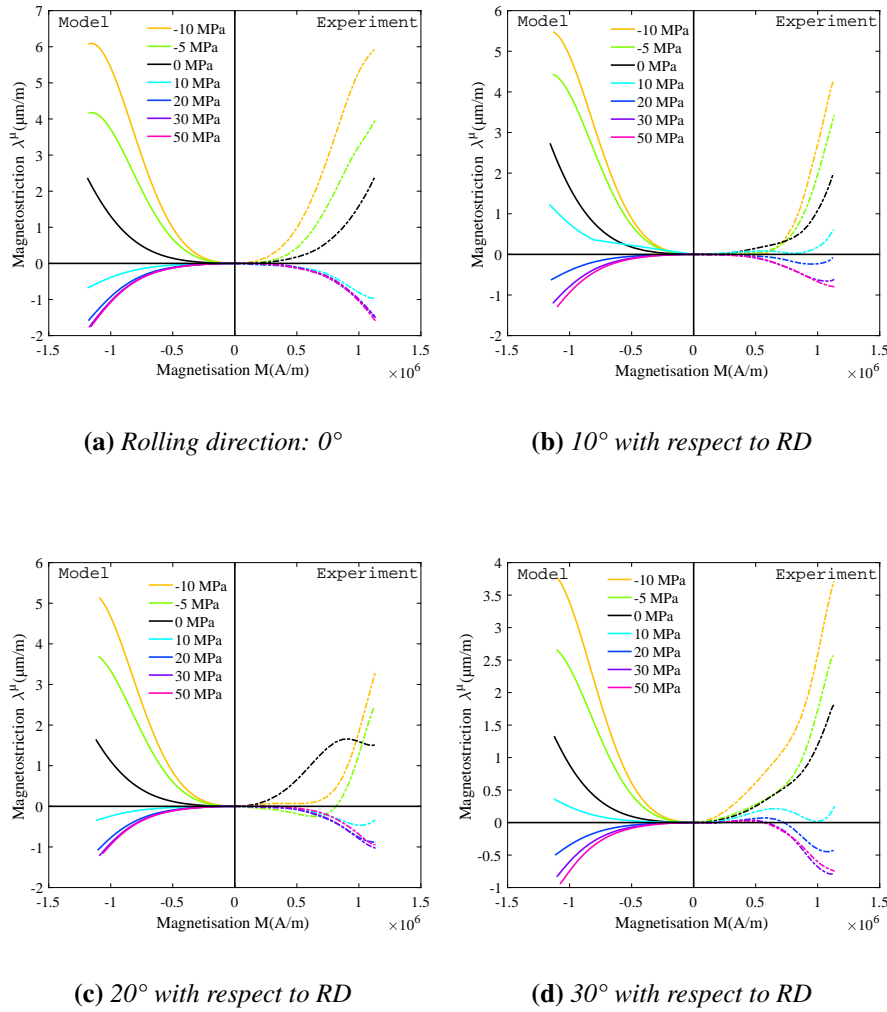 Model
Experiment
7
6
5
4
3
2
1
0
-1
-2
-10 MPa
-5 MPa
0 MPa
10 MPa
20 MPa
30 MPa
50 MPa
Magnetostriction λ^μ(μm/m)
-1.5 -1 -0.5 0 0.5 1 1.5
Magnetisation M(A/m)
×10^6
(a) Rolling direction: 0°
Model
Experiment
6
5
4
3
2
1
0
-1
-2
-10 MPa
-5 MPa
0 MPa
10 MPa
20 MPa
30 MPa
50 MPa
Magnetostriction λ^μ(μm/m)
-1.5 -1 -0.5 0 0.5 1 1.5
Magnetisation M(A/m)
×10^6
(b) 10° with respect to RD
Model
Experiment
6
5
4
3
2
1
0
-1
-2
-10 MPa
-5 MPa
0 MPa
10 MPa
20 MPa
30 MPa
50 MPa
Magnetostriction λ^μ(μm/m)
-1.5 -1 -0.5 0 0.5 1 1.5
Magnetisation M(A/m)
×10^6
(c) 20° with respect to RD
Model
Experiment
4
3.5
3
2.5
2
1.5
1
0.5
0
-0.5
-1
-10 MPa
-5 MPa
0 MPa
10 MPa
20 MPa
30 MPa
50 MPa
Magnetostriction λ^μ(μm/m)
-1.5 -1 -0.5 0 0.5 1 1.5
Magnetisation M(A/m)
×10^6
(d) 30° with respect to RD